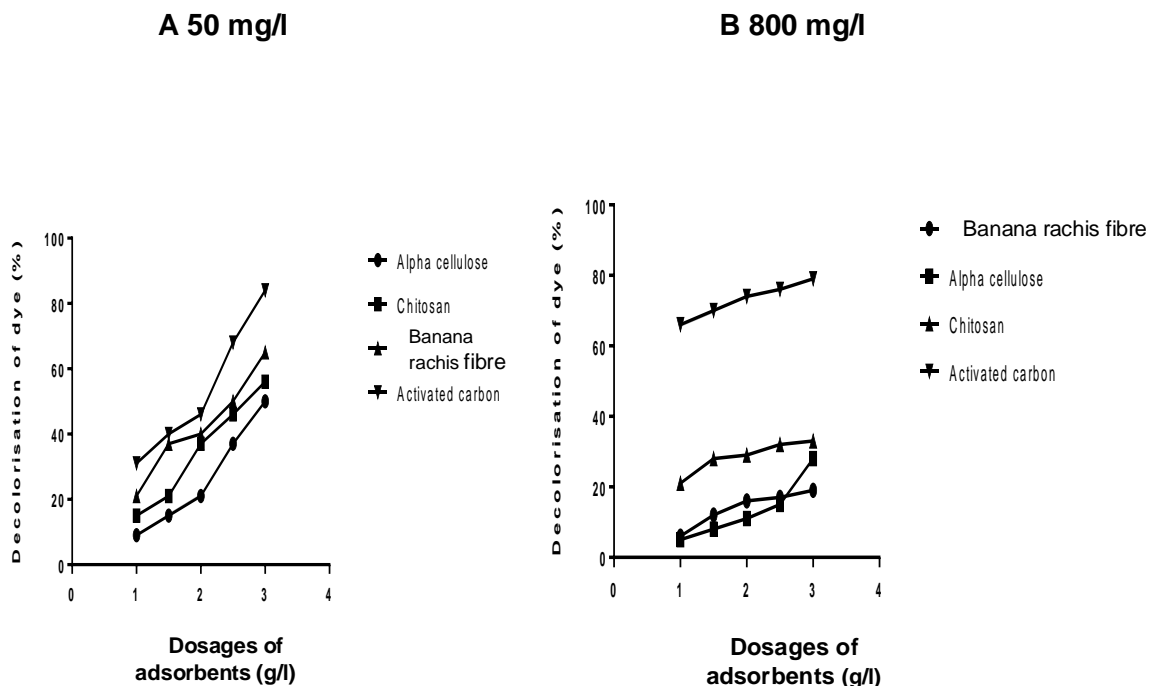 A 50 mg/l
Decolorisation of dye (%)
100
80
60
40
20
0
0 1 2 3 4
Dosages of
adsorbents (g/l)
Alpha cellulose
Chitosan
Banana
rachis fibre
Activated carbon
B 800 mg/l
Decolorisation of dye (%)
100
80
60
40
20
0
0 1 2 3 4
Dosages of
adsorbents (g/l)
Banana rachis fibre
Alpha cellulose
Chitosan
Activated carbon